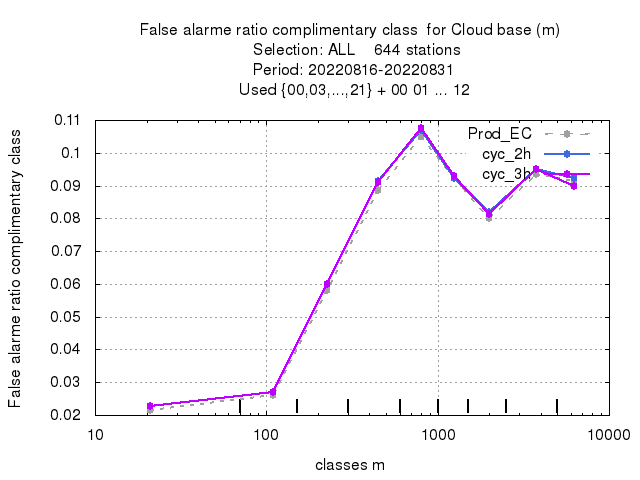 False alarme ratio complimentary class  for Cloud base (m)
Selection: ALL    644 stations
Period: 20220816-20220831
Used {00,03,...,21} + 00 01 ... 12
Prod_EC
cyc_2h
cyc_3h
0.11
0.1
0.09
0.08
0.07
0.06
0.05
0.04
0.03
0.02
False alarme ratio complimentary class
10
100
1000
10000
classes m